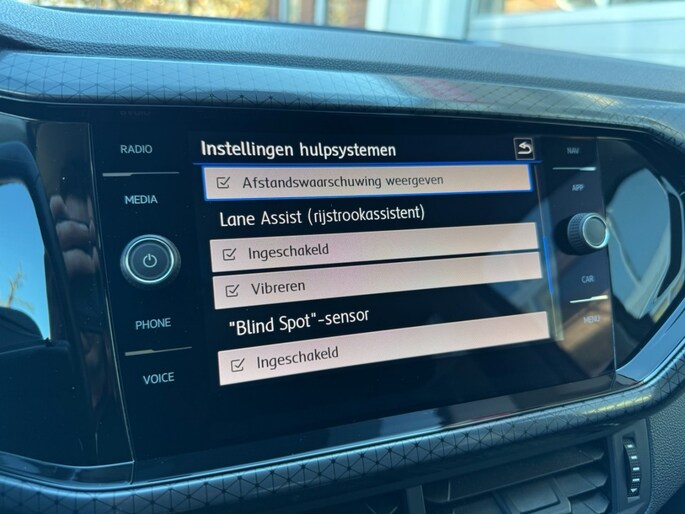 RADIO
MEDIA
PHONE
VOICE
Instellingen hulpsystemen
Afstandswaarschuwing weergeven
Lane Assist (rijstrookassistent)
Ingeschakeld
Vibreren
"Blind Spot"-sensor
Ingeschakeld
NAV
APP
CAR
MENU